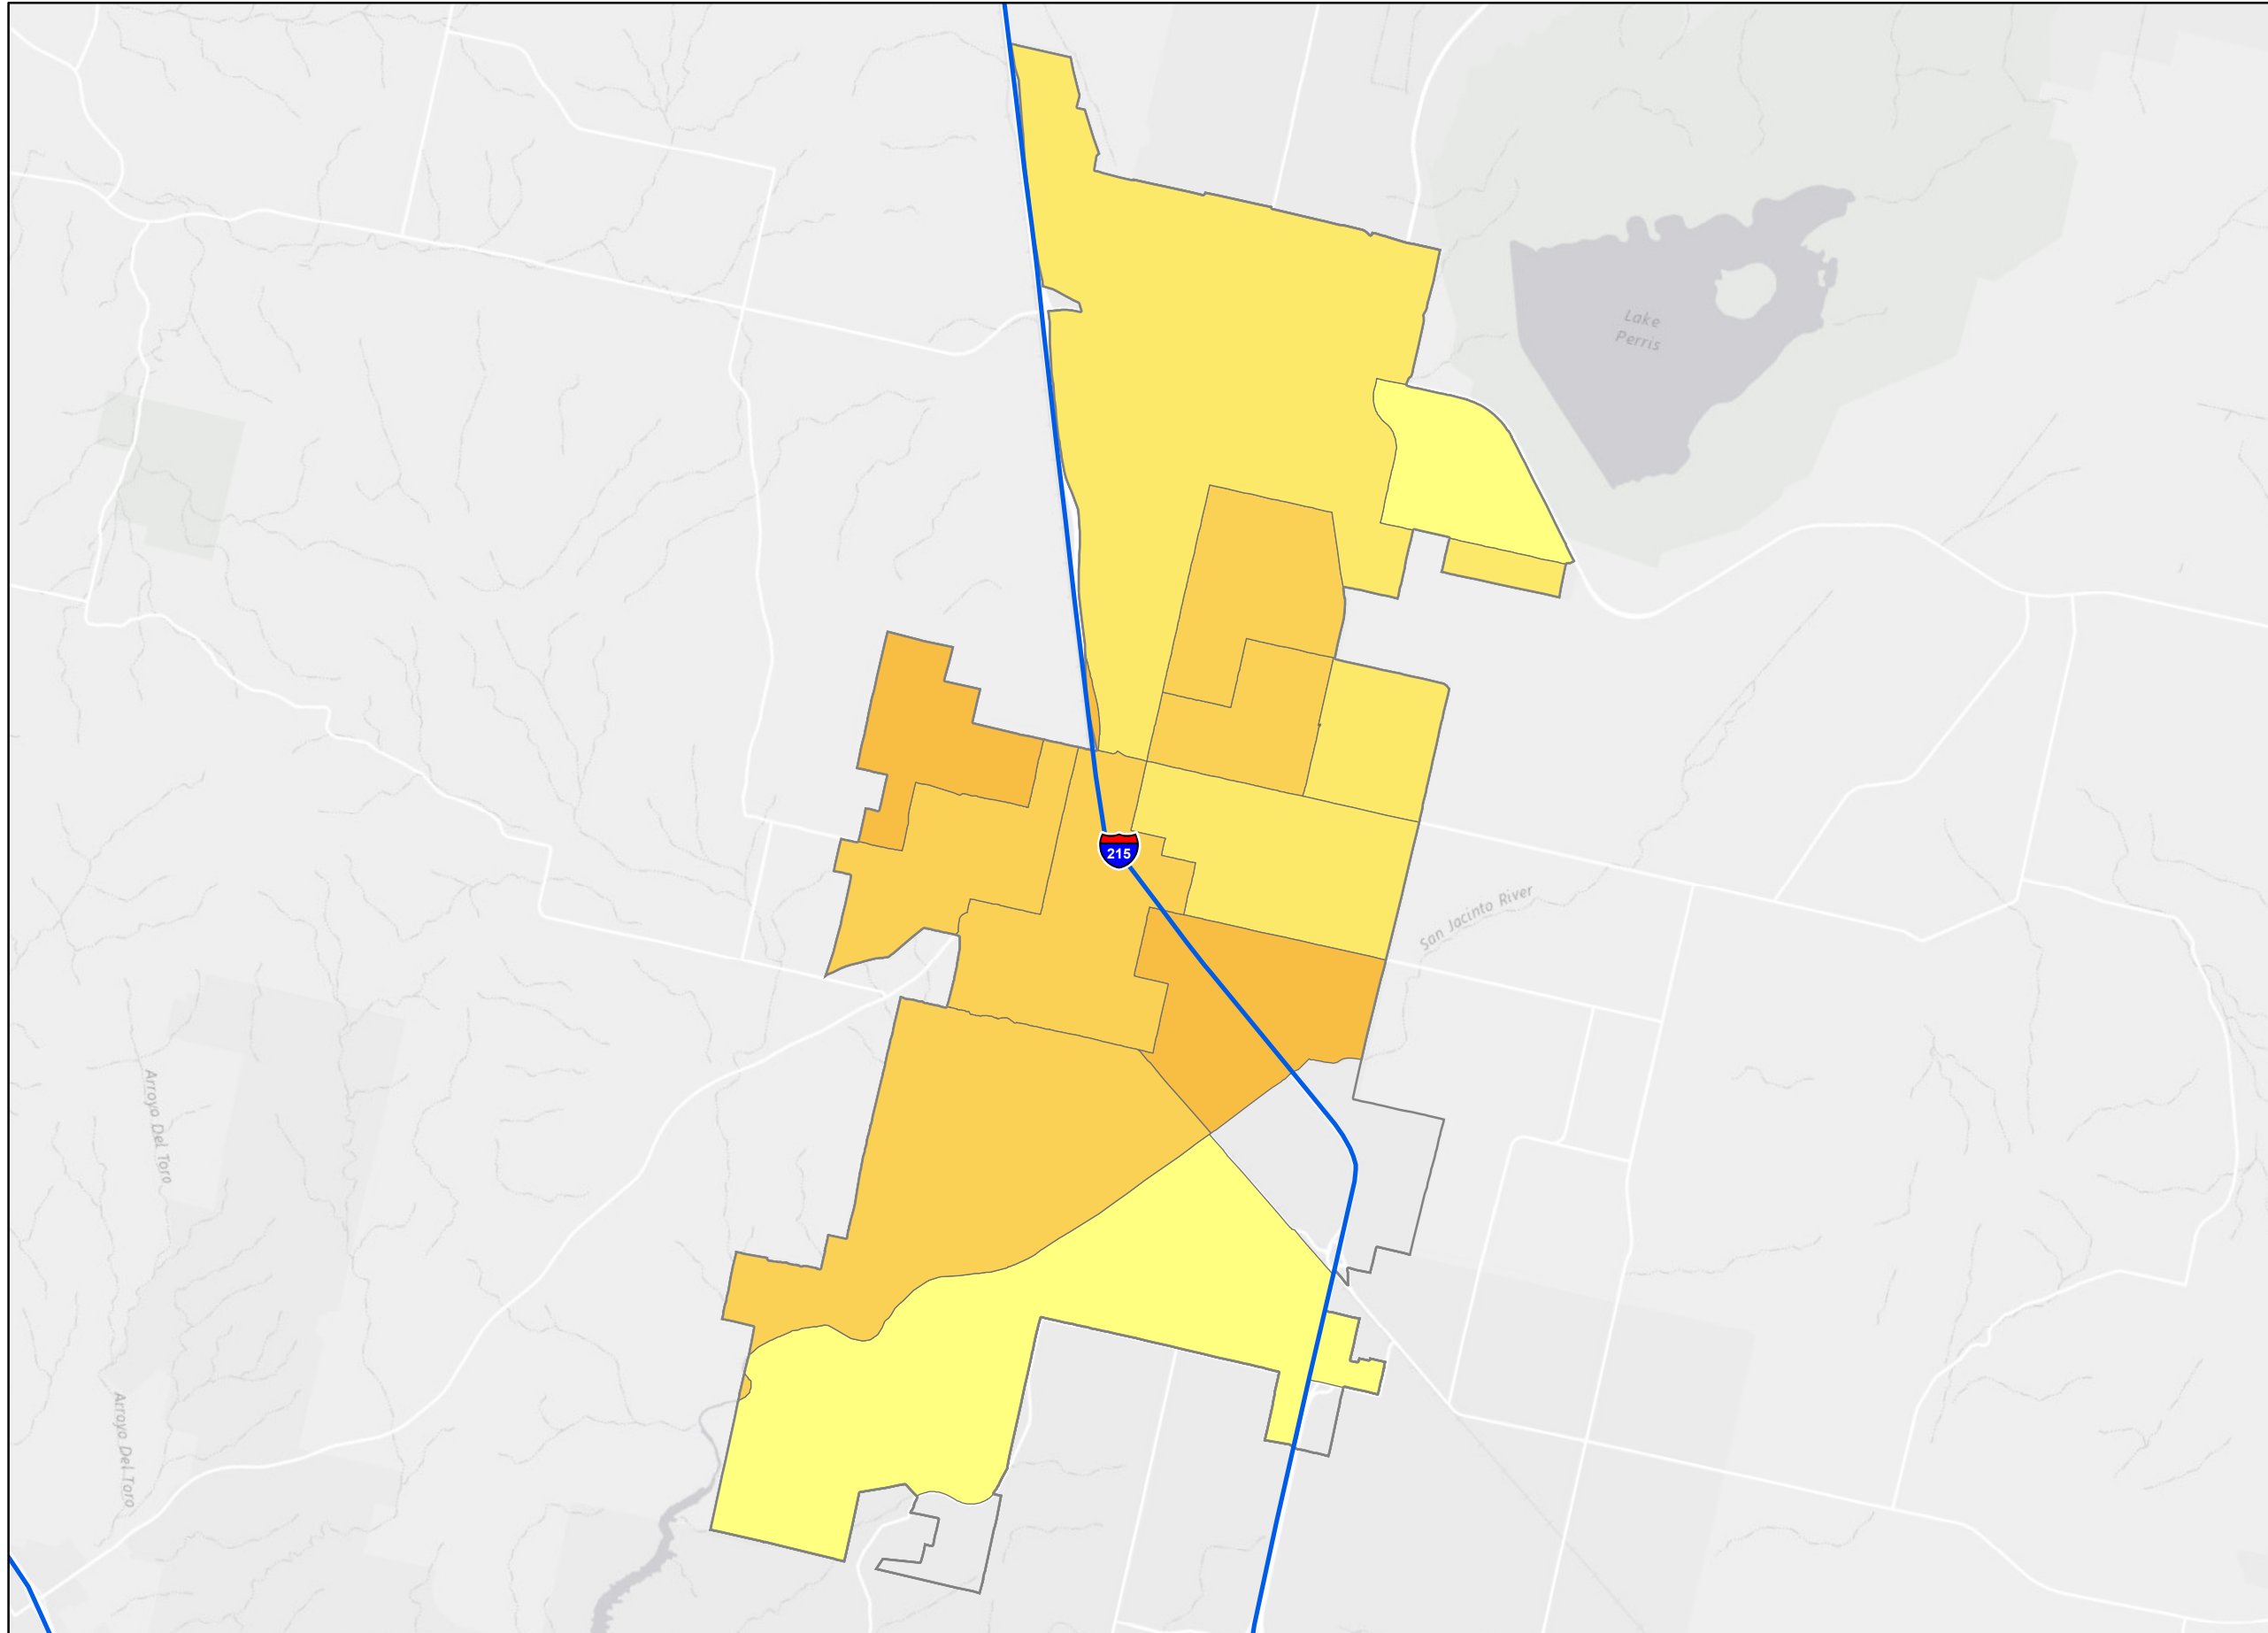 Lake
Perris
215
San Jacinto River
Arroyo Del Toro
Arroyo Del Toro